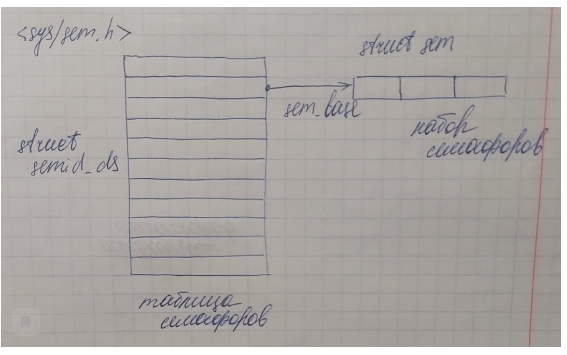 <sys/sem.h>
struct sem
sem_base
набор
семафоров
struct
semid_ds
таблица
семафоров